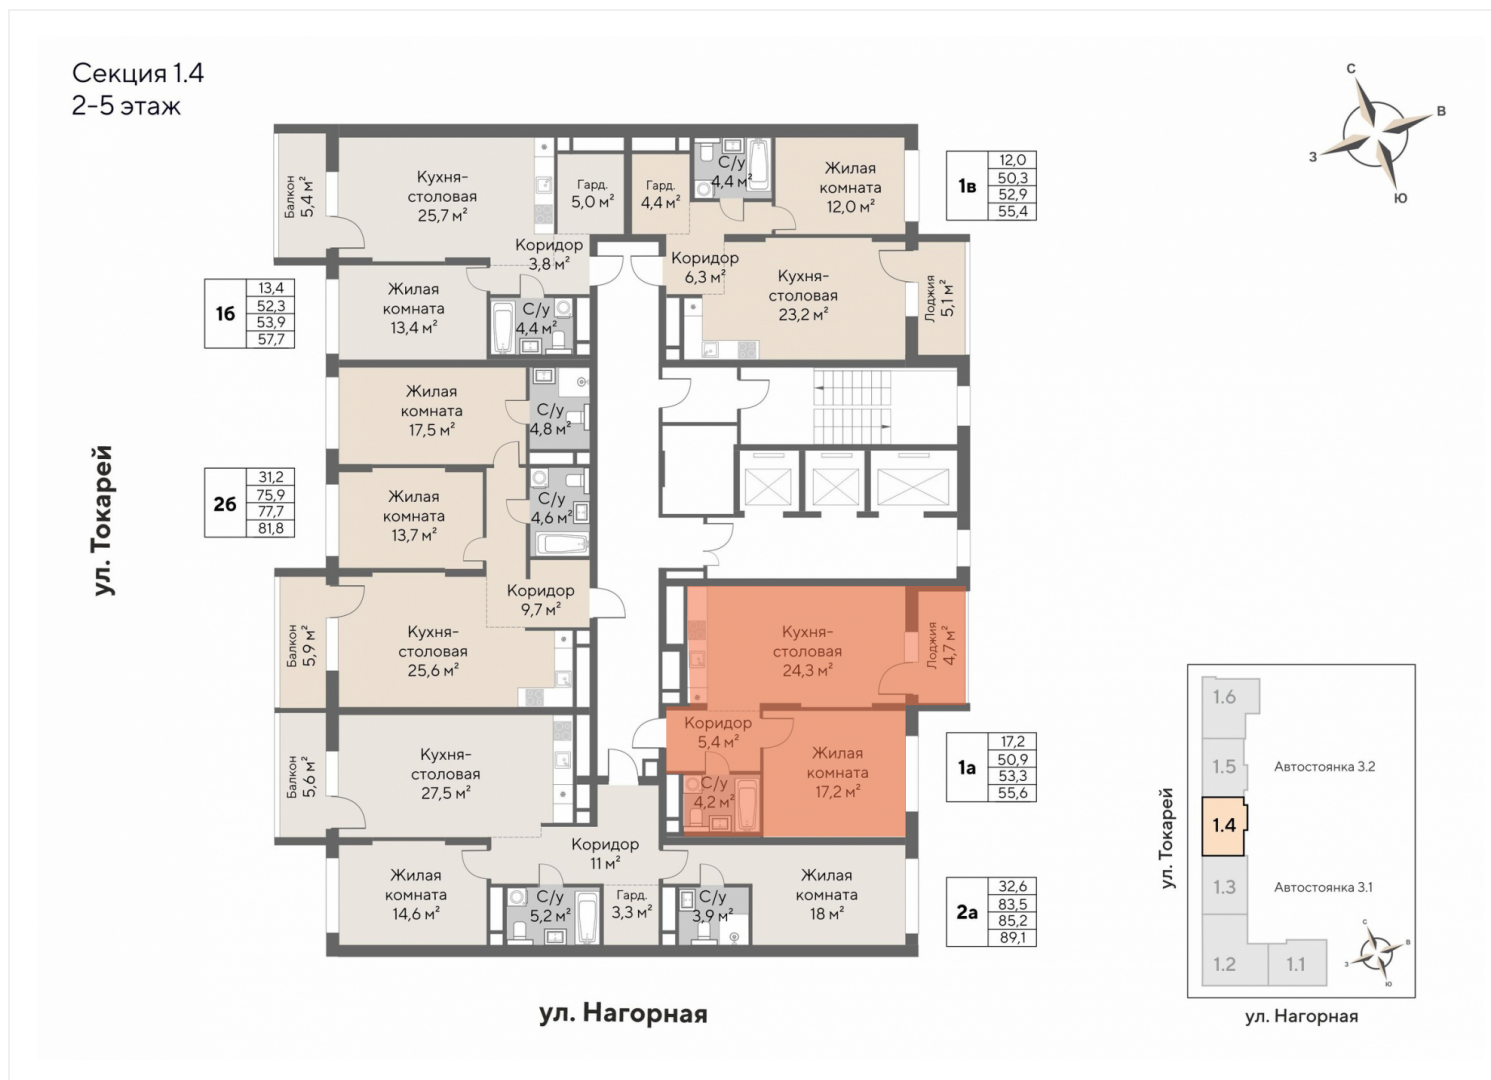 Секция 1.4
2-5 этаж
С
В
З
Ю
Балкон
5,4 м²
Кухня-
столовая
25,7 м²
Гард.
5,0 м²
Гард.
4,4 м²
С/у
4,4 м²
Жилая
комната
12,0 м²
1в
12,0
50,3
52,9
55,4
Коридор
3,8 м²
Коридор
6,3 м²
Кухня-
столовая
23,2 м²
Лоджия
5,1 м²
1б
13,4
52,3
53,9
57,7
Жилая
комната
13,4 м²
С/у
4,4 м²
Жилая
комната
17,5 м²
С/у
4,8 м²
ул. Токарей
2б
31,2
75,9
77,7
81,8
Жилая
комната
13,7 м²
С/у
4,6 м²
Коридор
9,7 м²
Балкон
5,9 м²
Кухня-
столовая
25,6 м²
Кухня-
столовая
24,3 м²
Лоджия
4,7 м²
Коридор
5,4 м²
Жилая
комната
17,2 м²
С/у
4,2 м²
1а
17,2
50,9
53,3
55,6
Балкон
5,6 м²
Кухня-
столовая
27,5 м²
Коридор
11 м²
Жилая
комната
14,6 м²
С/у
5,2 м²
Гард.
3,3 м²
С/у
3,9 м²
Жилая
комната
18 м²
2а
32,6
83,5
85,2
89,1
ул. Нагорная
1.6
1.5
Автостоянка 3.2
1.4
ул. Токарей
1.3
Автостоянка 3.1
1.2
1.1
С
В
З
Ю
ул. Нагорная